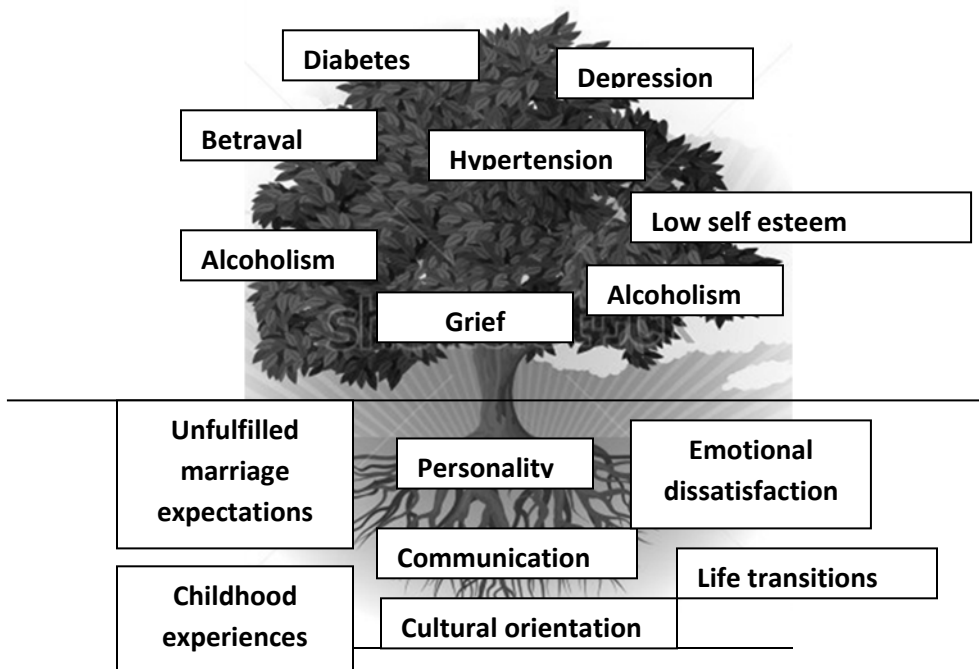 Diabetes
Depression
Betrayal
Hypertension
Low self esteem
Alcoholism
Alcoholism
Grief
Unfulfilled
marriage
expectations
Personality
Emotional
dissatisfaction
Communication
Life transitions
Childhood
experiences
Cultural orientation